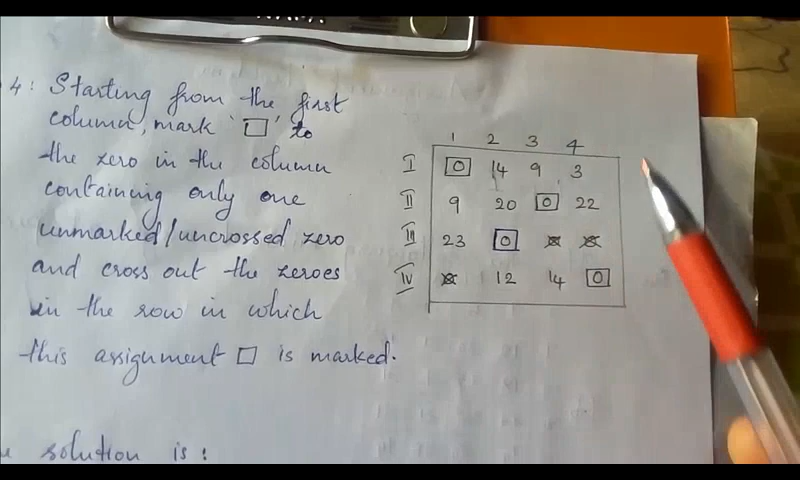 4: Starting from the first
column, mark '□' to
the zero in the column
containing only one
unmarked/uncrossed zero
and cross out the zeroes
in the row in which
this assignment □ is marked.
1 2 3 4
I 0 14 9 3
II 9 20 0 22
III 23 0 0 0
IV 0 12 14 0
solution is: